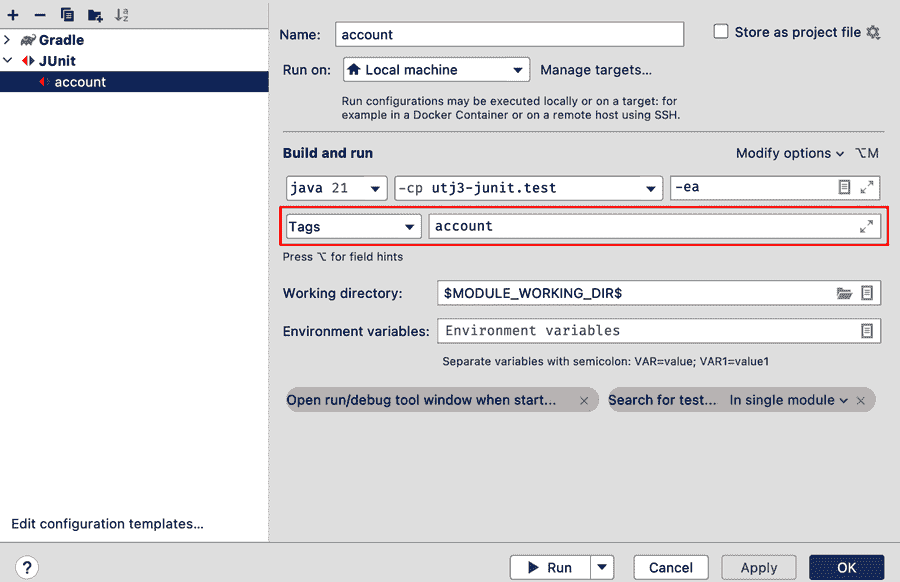 Gradle
JUnit
account
Edit configuration templates...
Name: account
Store as project file
Run on: Local machine Manage targets...
Run configurations may be executed locally or on a target: for
example in a Docker Container or on a remote host using SSH.
Build and run
Modify options ⌥M
java 21 -cp utj3-junit.test -ea
Tags account
Press ⌥ for field hints
Working directory: $MODULE_WORKING_DIR$
Environment variables: Environment variables
Separate variables with semicolon: VAR=value; VAR1=value1
Open run/debug tool window when start... × Search for test... In single module ×
? Run Cancel Apply OK